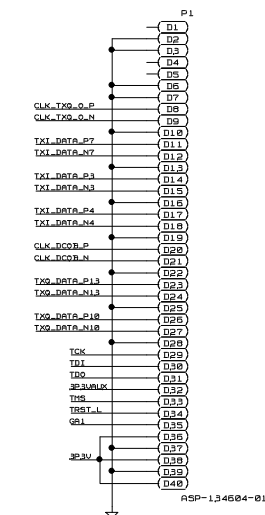 P1
D1
D2
D3
D4
D5
D6
D7
CLK_TXQ_O_P D8
CLK_TXQ_O_N D9
D10
TXI_DATA_P7 D11
TXI_DATA_N7 D12
D13
TXI_DATA_P3 D14
TXI_DATA_N3 D15
D16
TXI_DATA_P4 D17
TXI_DATA_N4 D18
D19
CLK_DCOB_P D20
CLK_DCOB_N D21
D22
TXQ_DATA_P13 D23
TXQ_DATA_N13 D24
D25
TXQ_DATA_P10 D26
TXQ_DATA_N10 D27
D28
TCK D29
TDI D30
TDO D31
3P3VAUX D32
TMS D33
TRST_L D34
GA1 D35
D36
D37
3P3V D38
D39
D40
ASP-134604-01